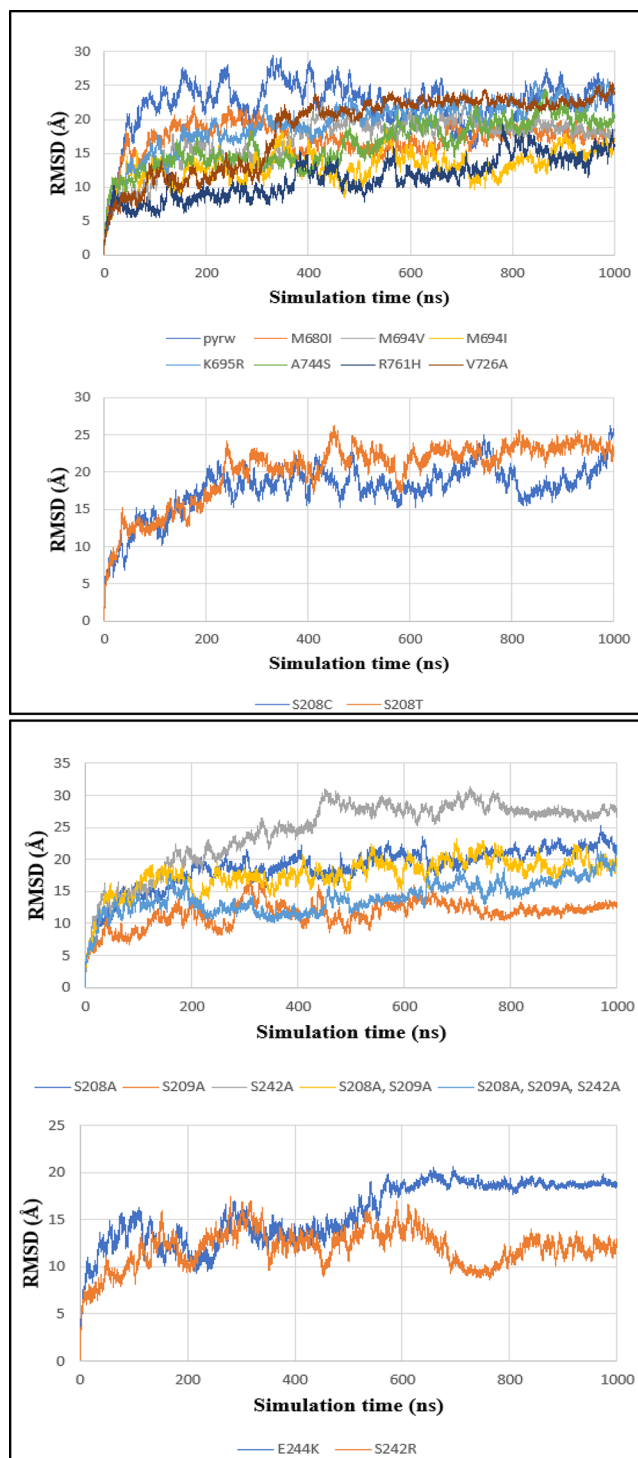 30
25
20
15
10
5
0
RMSD (Å)
0 200 400 600 800 1000
Simulation time (ns)
pyrw M680I M694V M694I
K695R A744S R761H V726A
30
25
20
15
10
5
0
RMSD (Å)
0 200 400 600 800 1000
Simulation time (ns)
S208C S208T
35
30
25
20
15
10
5
0
RMSD (Å)
0 200 400 600 800 1000
Simulation time (ns)
S208A S209A S242A S208A, S209A S208A, S209A, S242A
25
20
15
10
5
0
RMSD (Å)
0 200 400 600 800 1000
Simulation time (ns)
E244K S242R